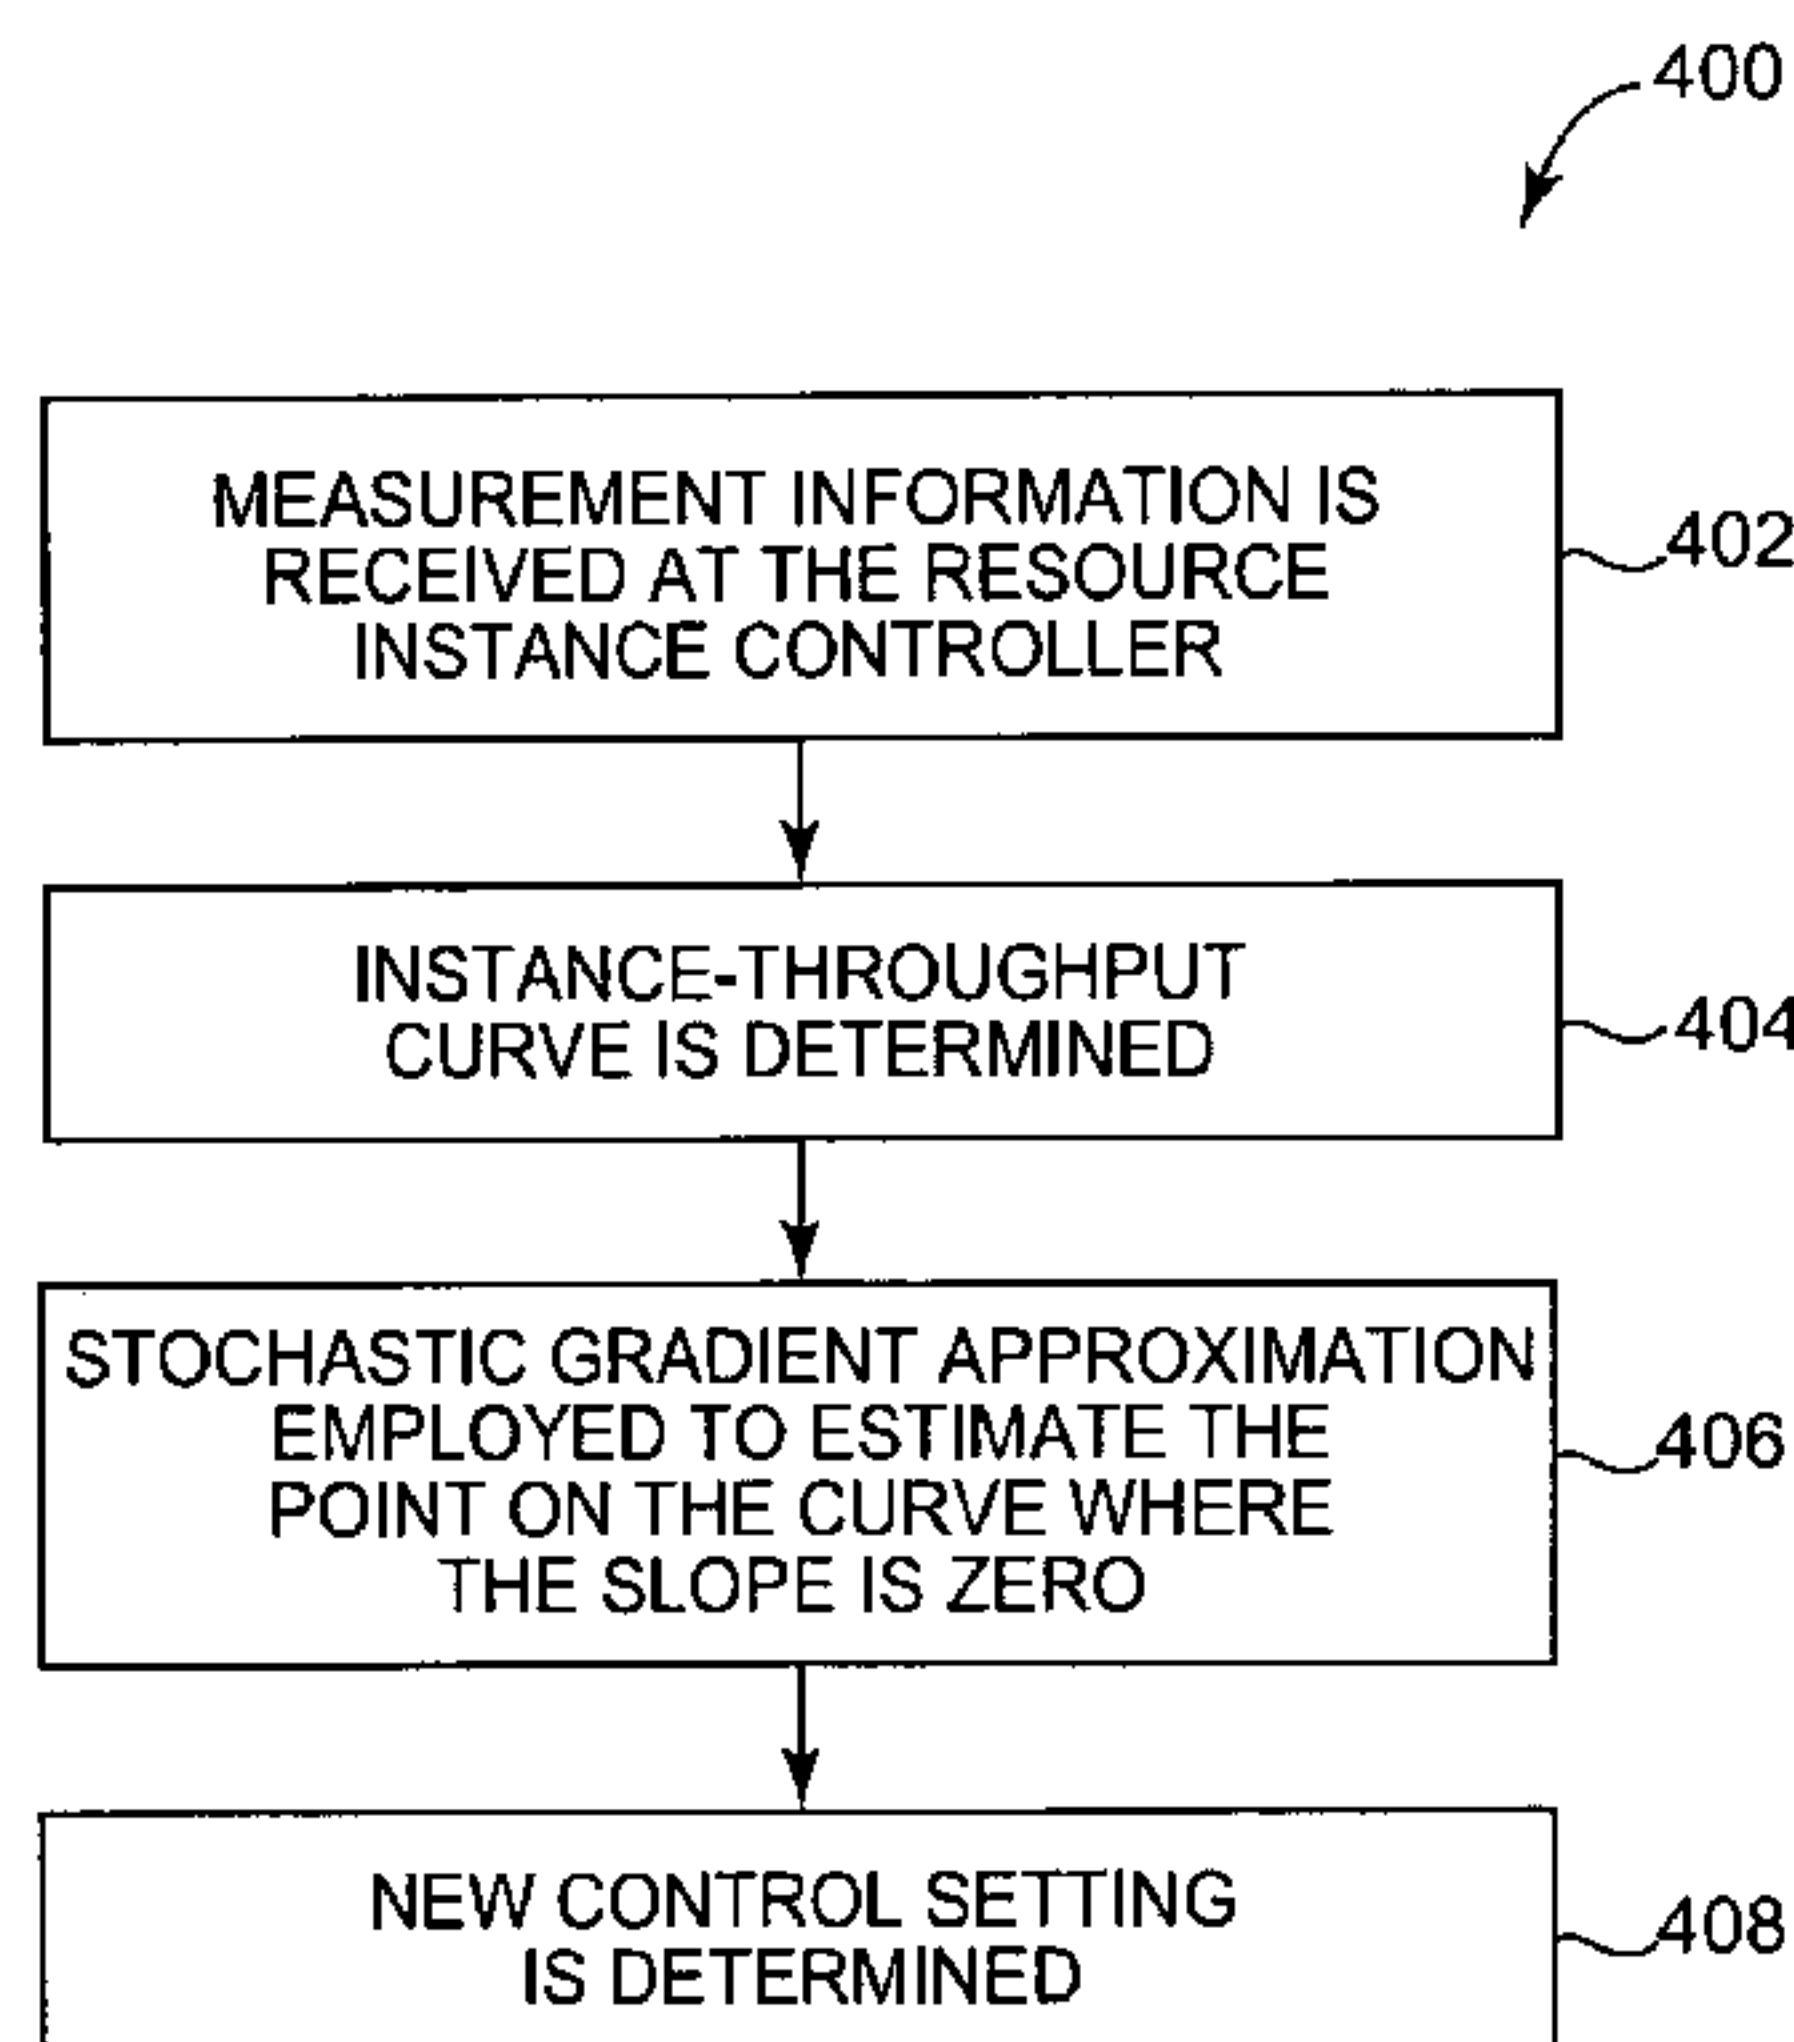 400
MEASUREMENT INFORMATION IS
RECEIVED AT THE RESOURCE
INSTANCE CONTROLLER
402
INSTANCE-THROUGHPUT
CURVE IS DETERMINED
404
STOCHASTIC GRADIENT APPROXIMATION
EMPLOYED TO ESTIMATE THE
POINT ON THE CURVE WHERE
THE SLOPE IS ZERO
406
NEW CONTROL SETTING
IS DETERMINED
408